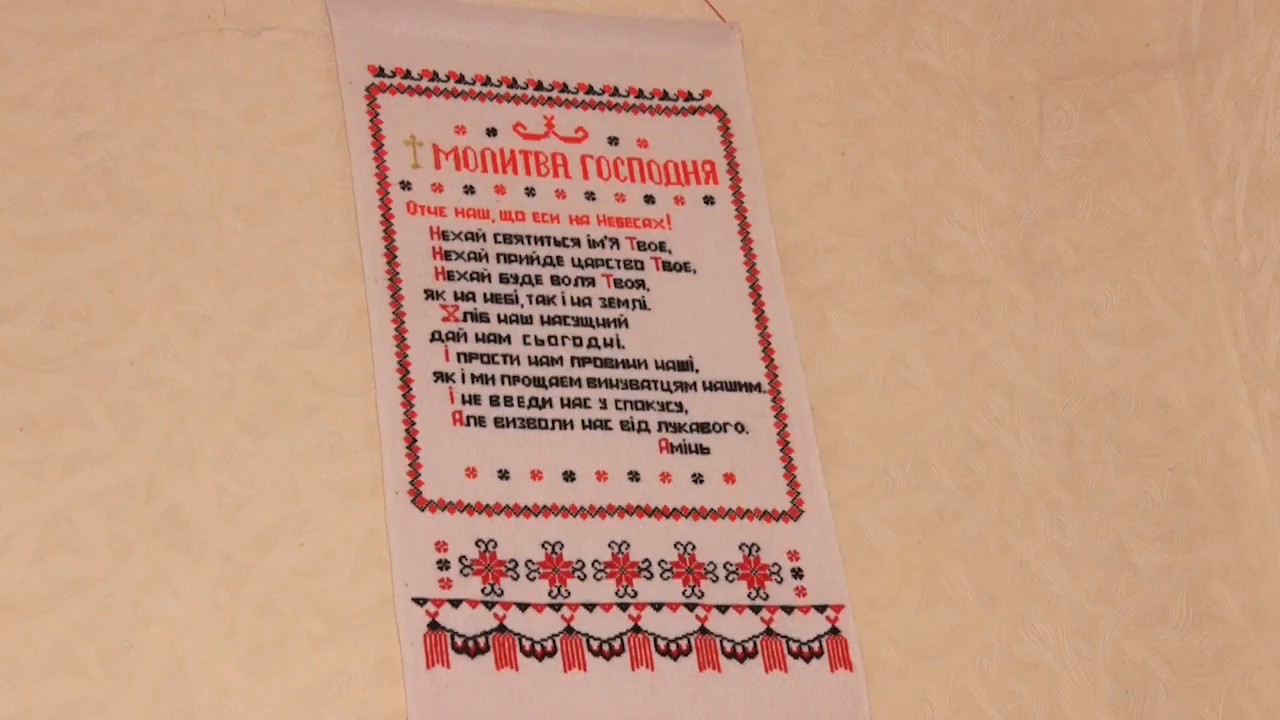 МОЛИТВА ГОСПОДНЯ
Отче наш, що еси на Небесах!
Нехай святиться ім'я Твоє,
Нехай прийде царство Твоє,
Нехай буде воля Твоя,
як на небі, так і на землі.
Хліб наш насущний
дай нам сьогодні.
І прости нам провини наші,
як і ми прощаєм винуватцям нашим.
І не введи нас у спокусу,
Але визволи нас від лукавого.
Амінь